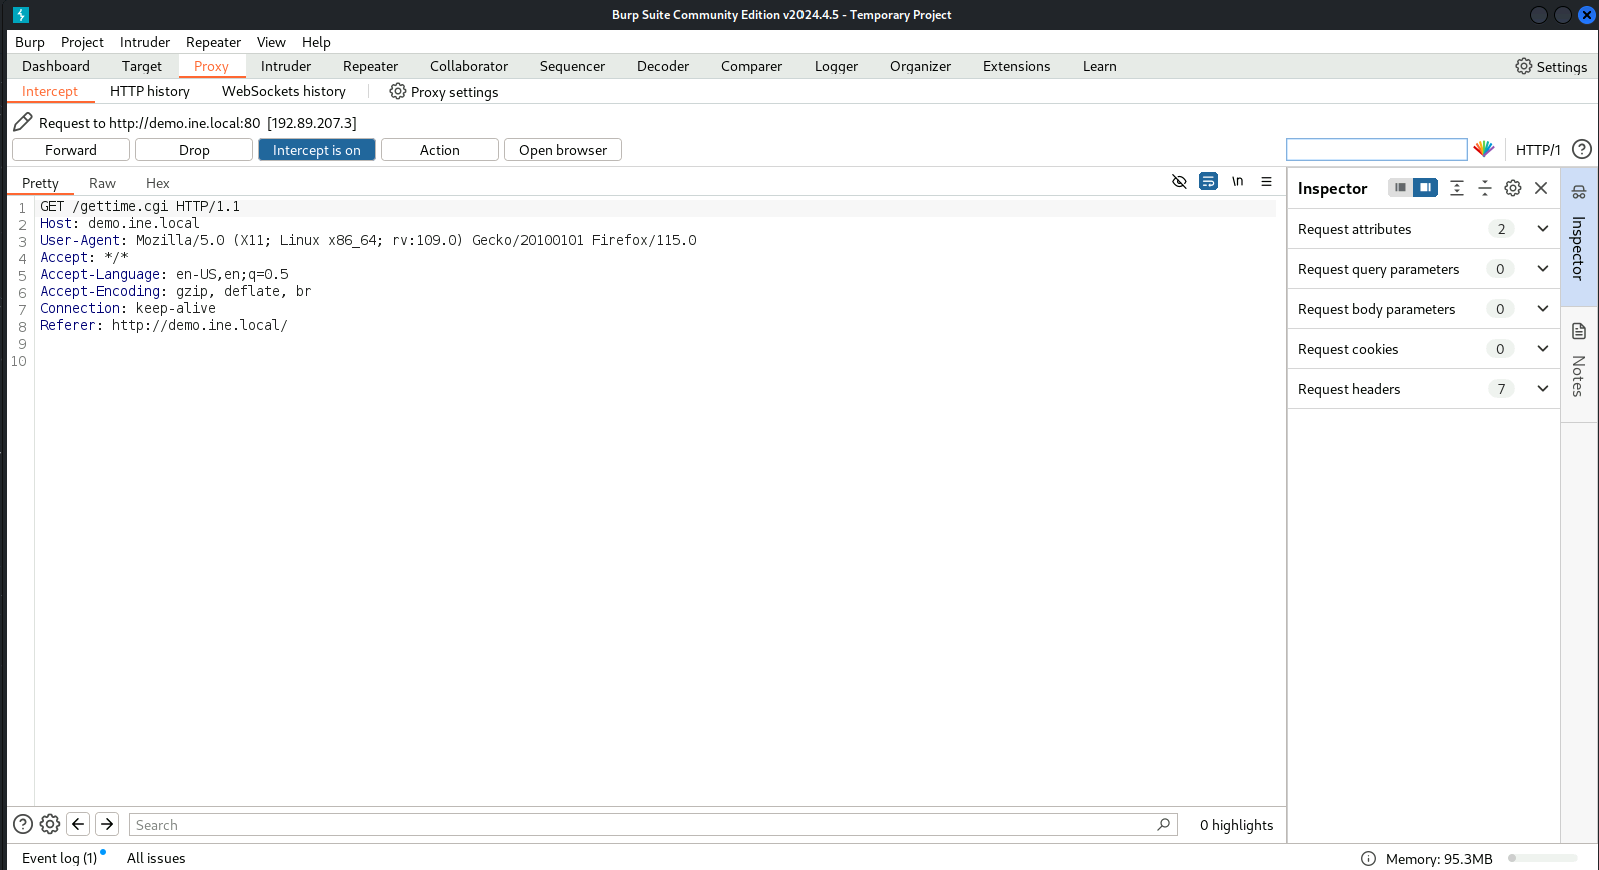 Burp Suite Community Edition v2024.4.5 - Temporary Project
Burp Project Intruder Repeater View Help
Dashboard Target Proxy Intruder Repeater Collaborator Sequencer Decoder Comparer Logger Organizer Extensions Learn Settings
Intercept HTTP history WebSockets history Proxy settings
Request to http://demo.ine.local:80 [192.89.207.3]
Forward Drop Intercept is on Action Open browser HTTP/1 ?
Pretty Raw Hex \n
1 GET /gettime.cgi HTTP/1.1
2 Host: demo.ine.local
3 User-Agent: Mozilla/5.0 (X11; Linux x86_64; rv:109.0) Gecko/20100101 Firefox/115.0
4 Accept: */*
5 Accept-Language: en-US,en;q=0.5
6 Accept-Encoding: gzip, deflate, br
7 Connection: keep-alive
8 Referer: http://demo.ine.local/
9
10
Inspector
Request attributes 2
Request query parameters 0
Request body parameters 0
Request cookies 0
Request headers 7
Inspector
Notes
? Search 0 highlights
Event log (1) All issues Memory: 95.3MB